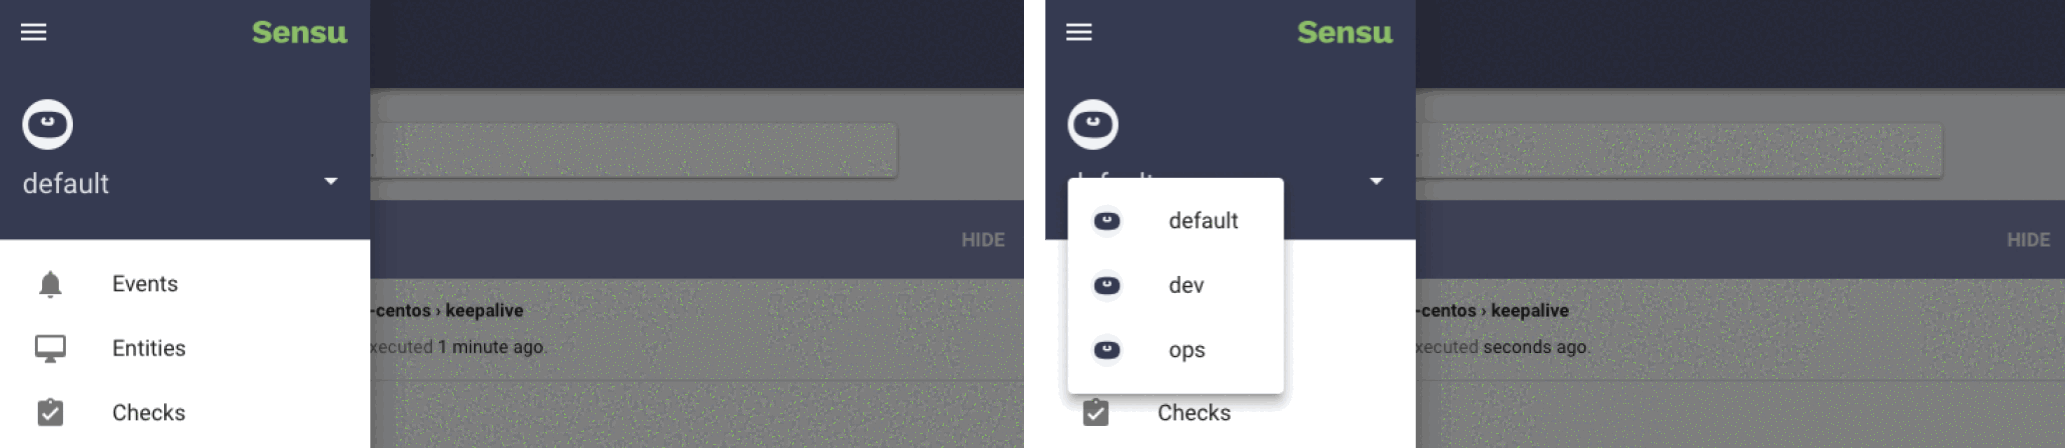 Sensu
default
HIDE
Events
-centos › keepalive
Entities
xecuted 1 minute ago.
Checks
Sensu
default
HIDE
default
dev
-centos › keepalive
ops
xecuted seconds ago.
Checks